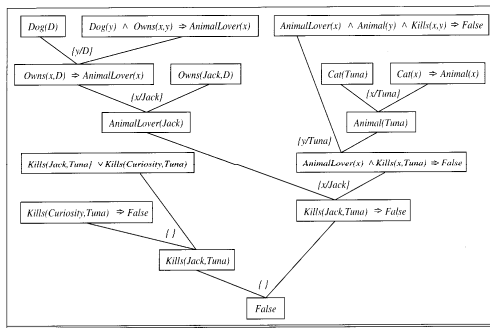 Dog(D)
Dog(y) ∧ Owns(x,y) ⇒ AnimalLover(x)
AnimalLover(x) ∧ Animal(y) ∧ Kills(x,y) ⇒ False
{y/D}
Owns(x,D) ⇒ AnimalLover(x)
Owns(Jack,D)
Cat(Tuna)
Cat(x) ⇒ Animal(x)
{x/Jack}
{x/Tuna}
AnimalLover(Jack)
Animal(Tuna)
{y/Tuna}
Kills(Jack,Tuna) ∨ Kills(Curiosity,Tuna)
AnimalLover(x) ∧ Kills(x,Tuna) ⇒ False
{x/Jack}
Kills(Curiosity,Tuna) ⇒ False
Kills(Jack,Tuna) ⇒ False
{ }
Kills(Jack,Tuna)
{ }
False